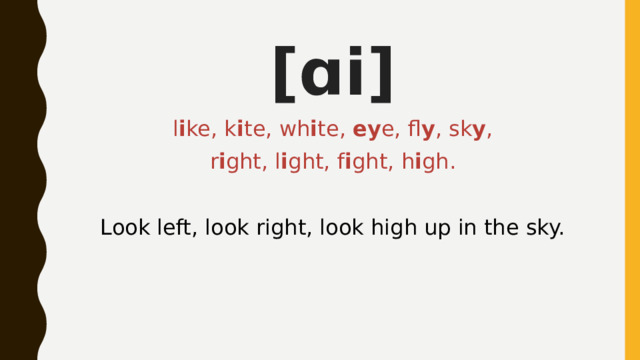 [ɑi]
like, kite, white, eye, fly, sky,
right, light, fight, high.
Look left, look right, look high up in the sky.